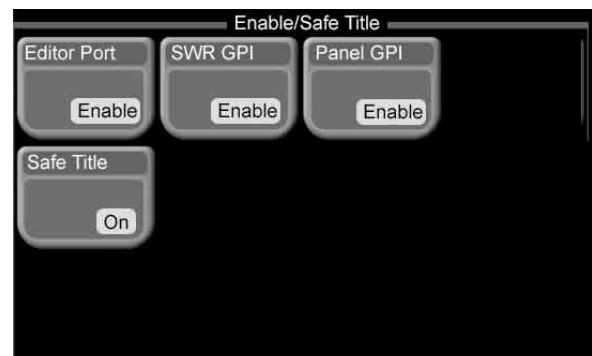 Enable/Safe Title
Editor Port
SWR GPI
Panel GPI
Enable
Enable
Enable
Safe Title
On